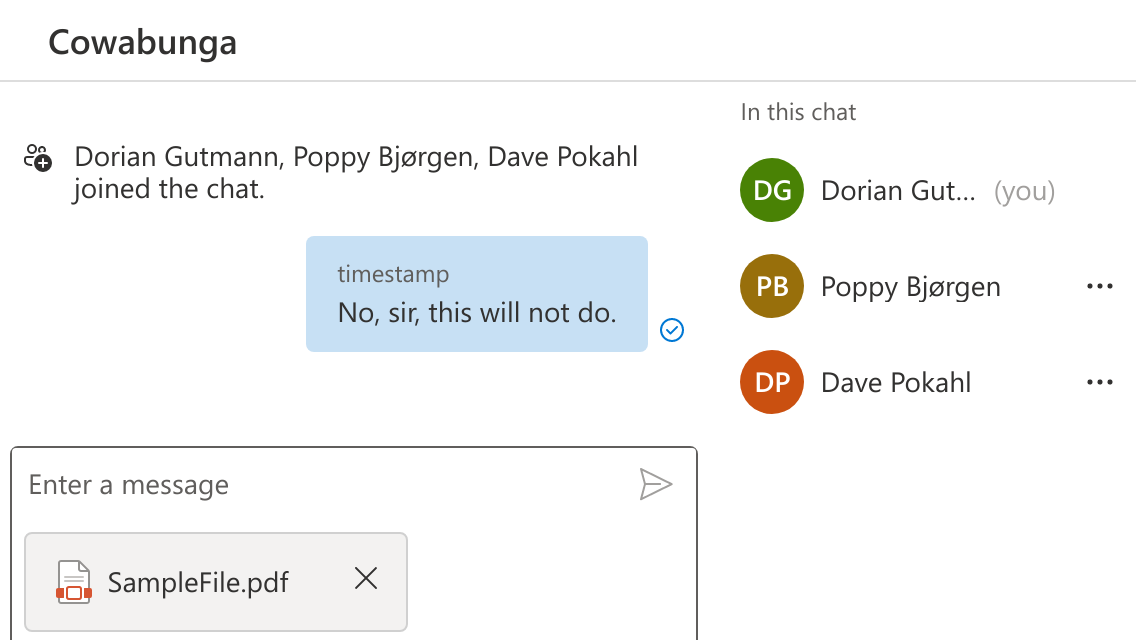 Cowabunga
Dorian Gutmann, Poppy Bjørgen, Dave Pokahl
joined the chat.
timestamp
No, sir, this will not do.
Enter a message
SampleFile.pdf
In this chat
DG Dorian Gut... (you)
PB Poppy Bjørgen
DP Dave Pokahl